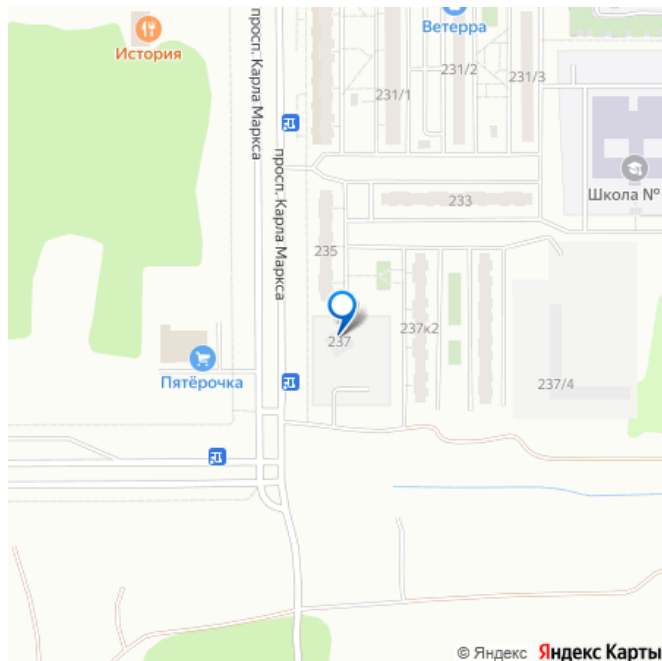 История
просп. Карла Маркса
просп. Карла Маркса
Ветерра
231/1
231/2
231/3
Школа №
233
235
237
237к2
237/4
Пятёрочка
© Яндекс Яндекс Карты